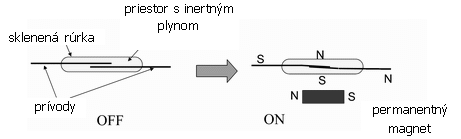 priestor s inertným
plynom
sklenená rúrka
prívody
OFF
S
N
S
N
N
S
ON
permanentný
magnet